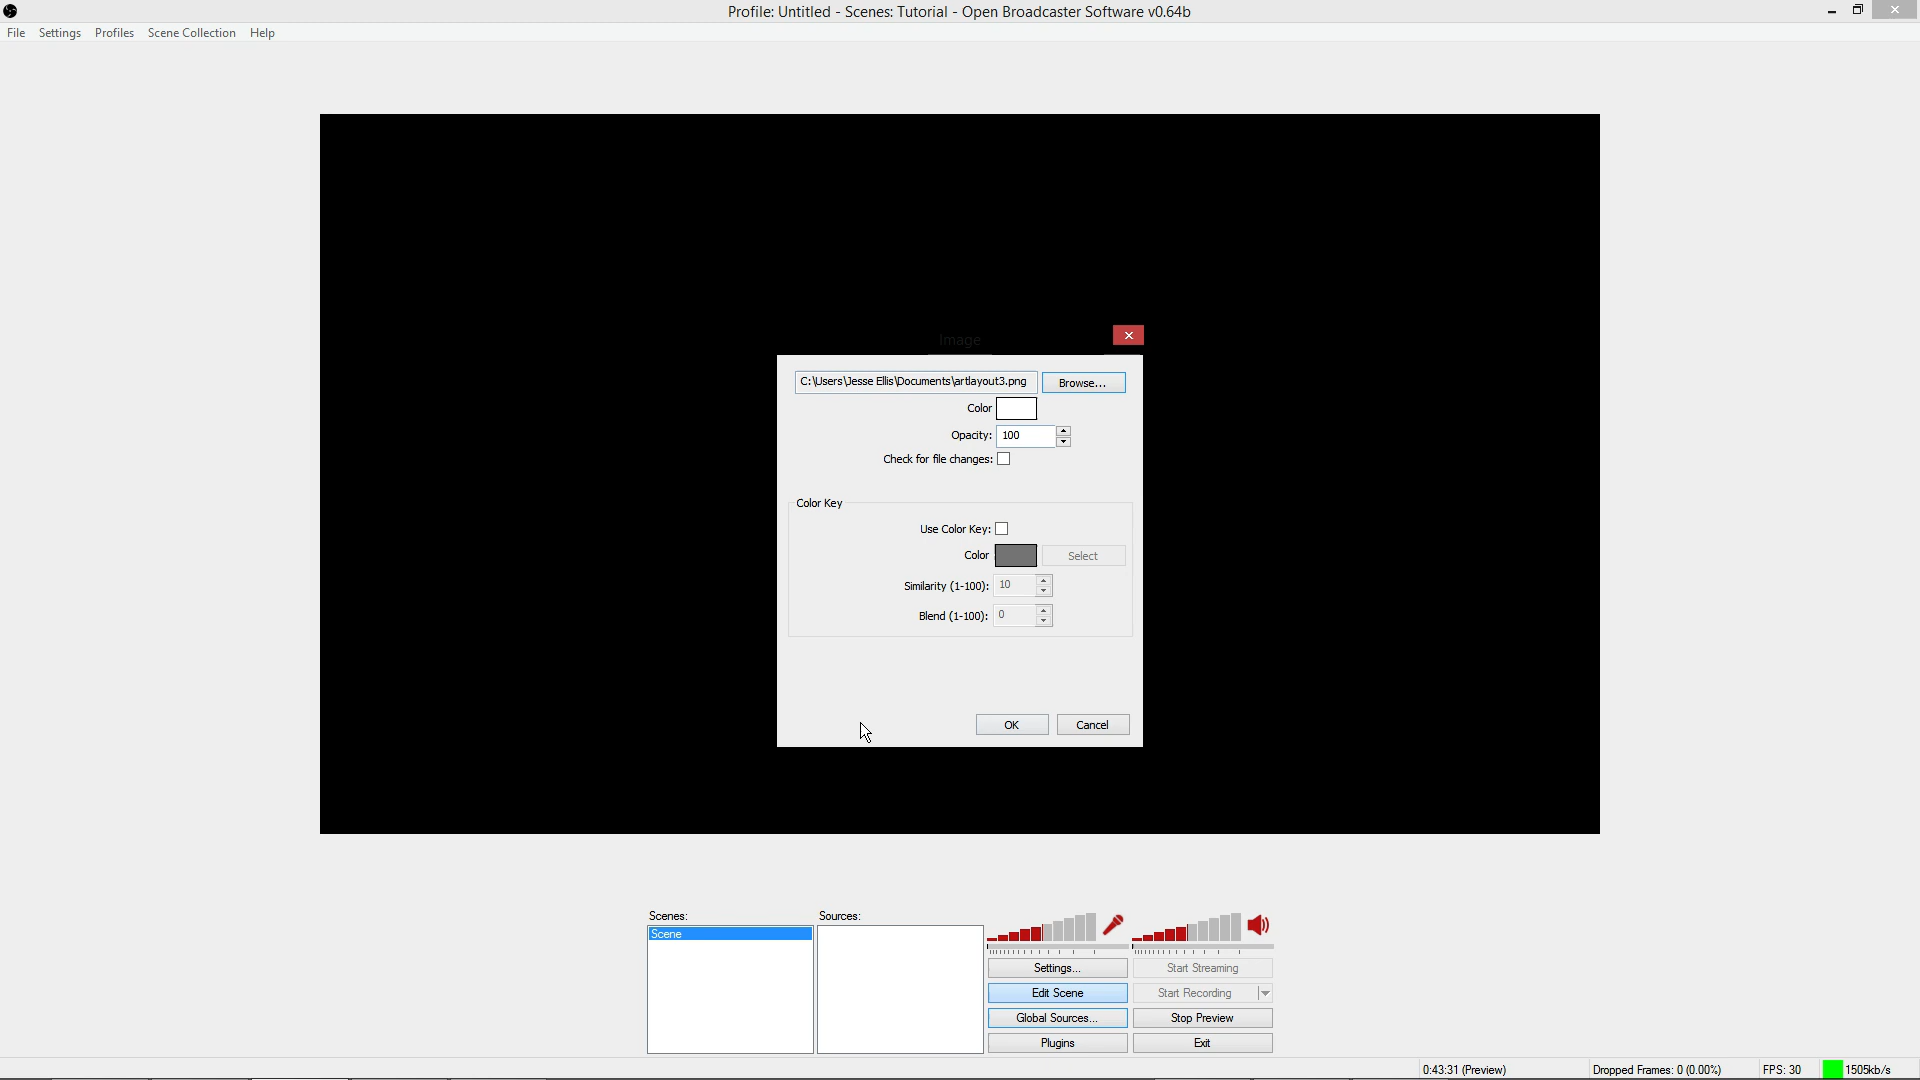 Profile: Untitled - Scenes: Tutorial - Open Broadcaster Software v0.64b
File Settings Profiles Scene Collection Help
Image
C:\Users\Jesse Ellis\Documents\artlayout3.png Browse...
Color
Opacity: 100
Check for file changes:
Color Key
Use Color Key:
Color Select
Similarity (1-100): 10
Blend (1-100): 0
OK Cancel
Scenes: Sources:
Scene
Settings... Start Streaming
Edit Scene Start Recording
Global Sources... Stop Preview
Plugins Exit
0:43:31 (Preview) Dropped Frames: 0 (0.00%) FPS: 30 1505kb/s